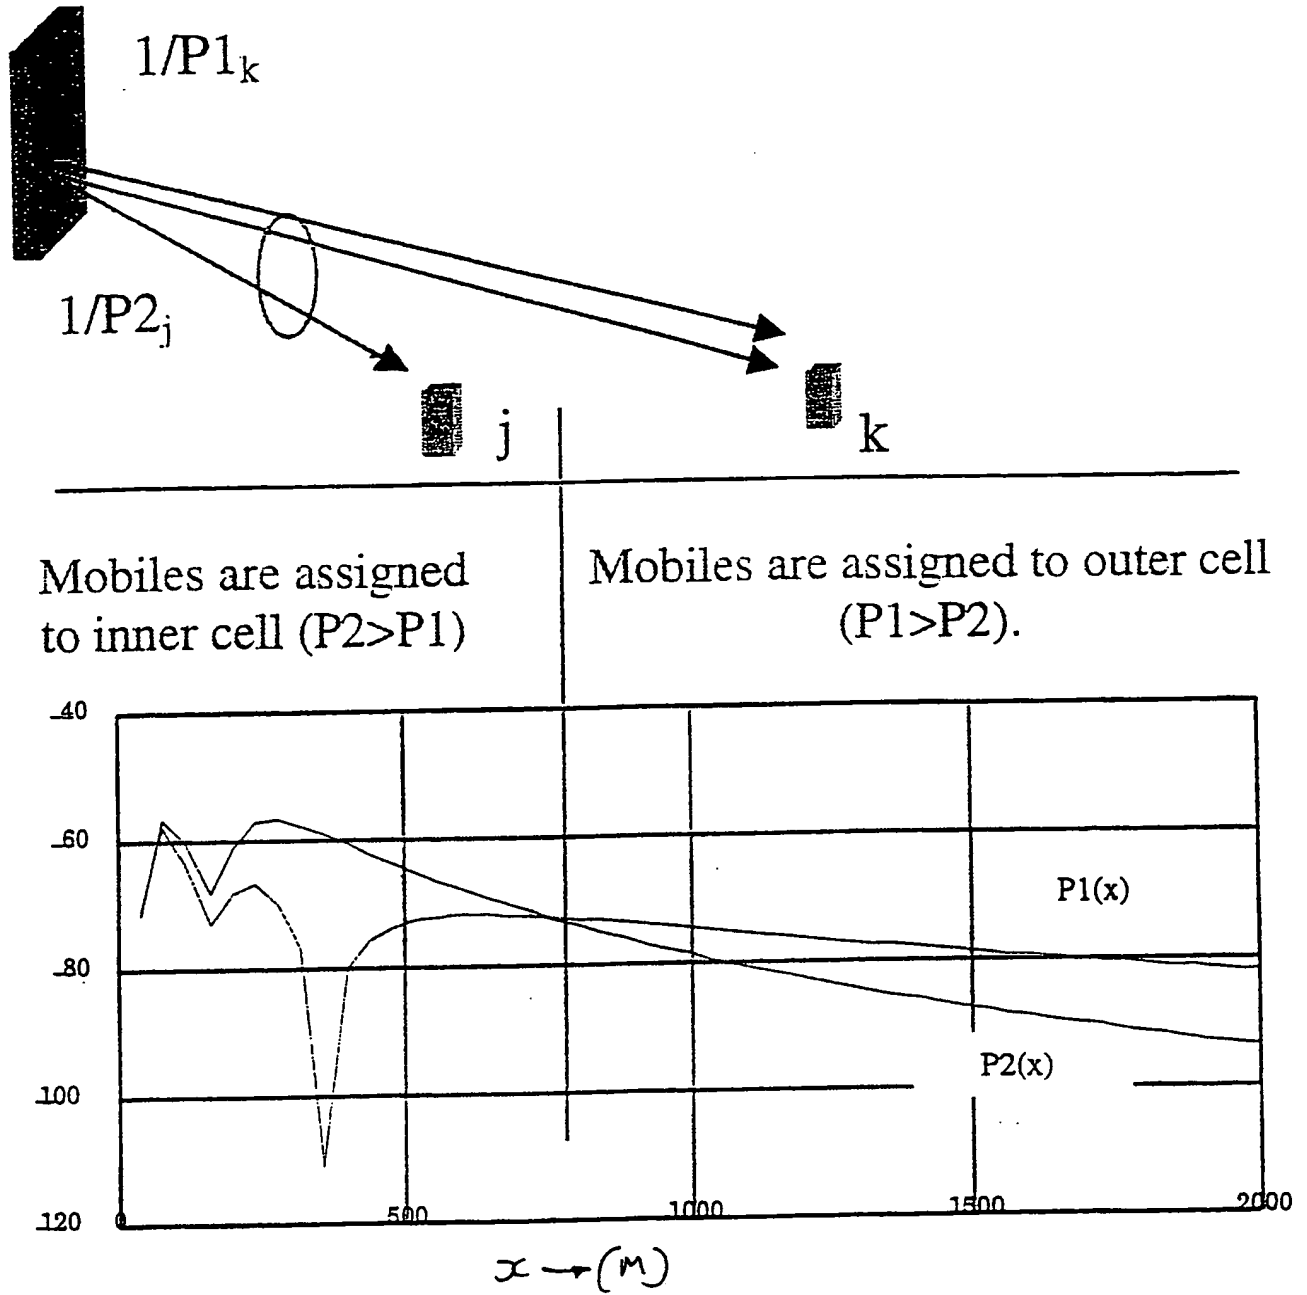 1/P1k
1/P2j
j
k
Mobiles are assigned
to inner cell (P2>P1)
Mobiles are assigned to outer cell
(P1>P2).
-40
-60
-80
-100
-120
P1(x)
P2(x)
0
500
1000
1500
2000
x → (M)